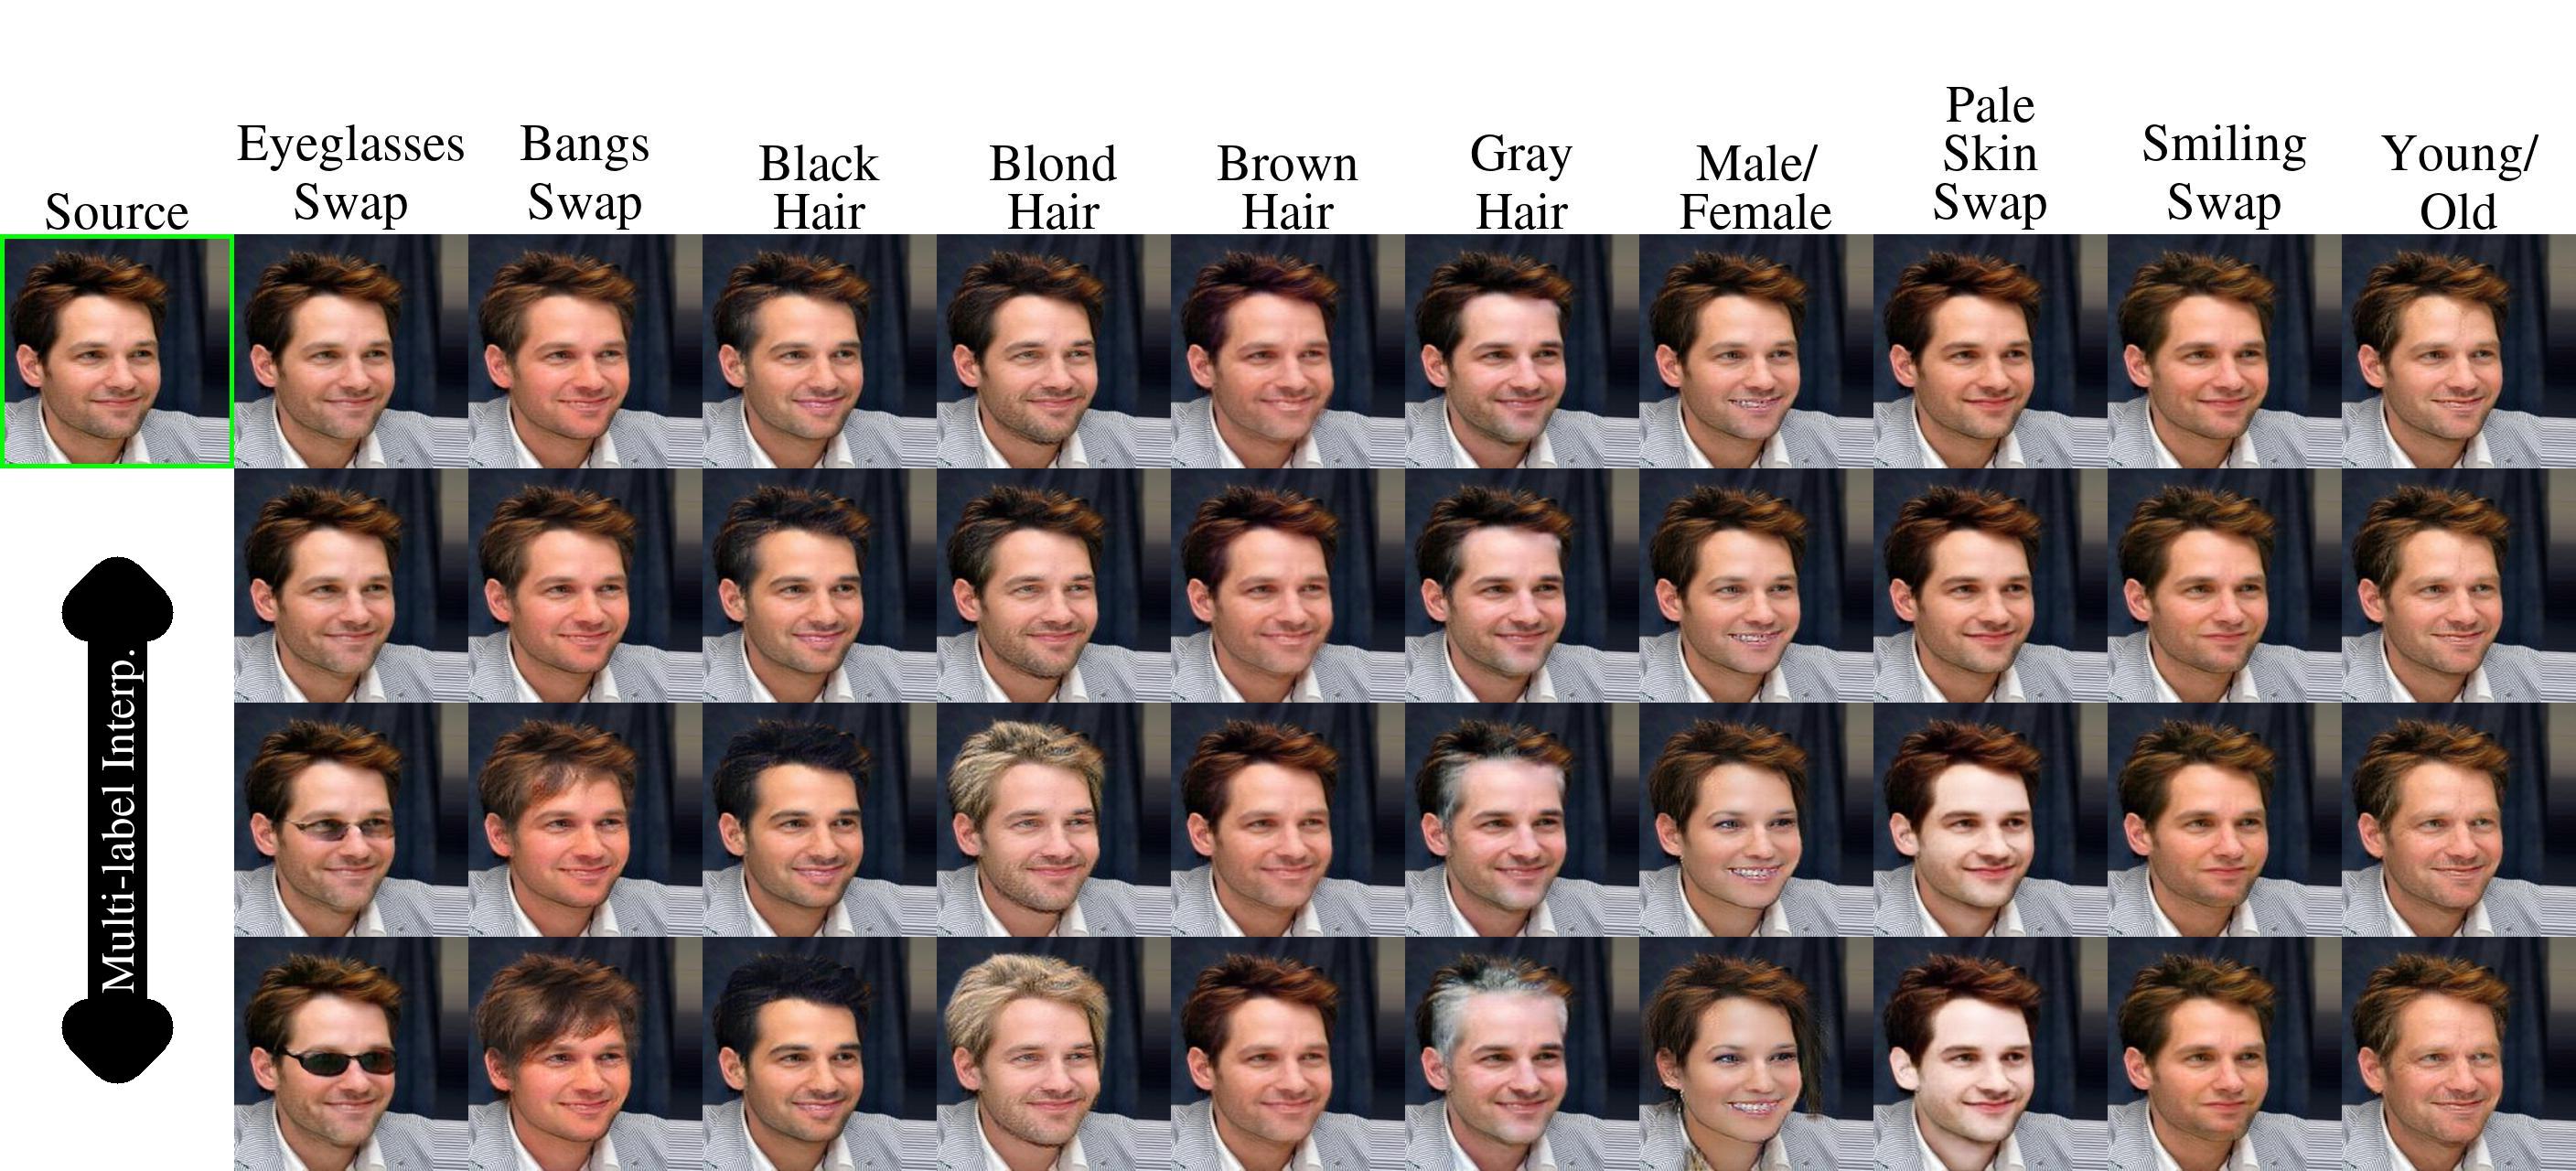 Source
Eyeglasses
Swap
Bangs
Swap
Black
Hair
Blond
Hair
Brown
Hair
Gray
Hair
Male/
Female
Pale
Skin
Swap
Smiling
Swap
Young/
Old
Multi-label Interp.